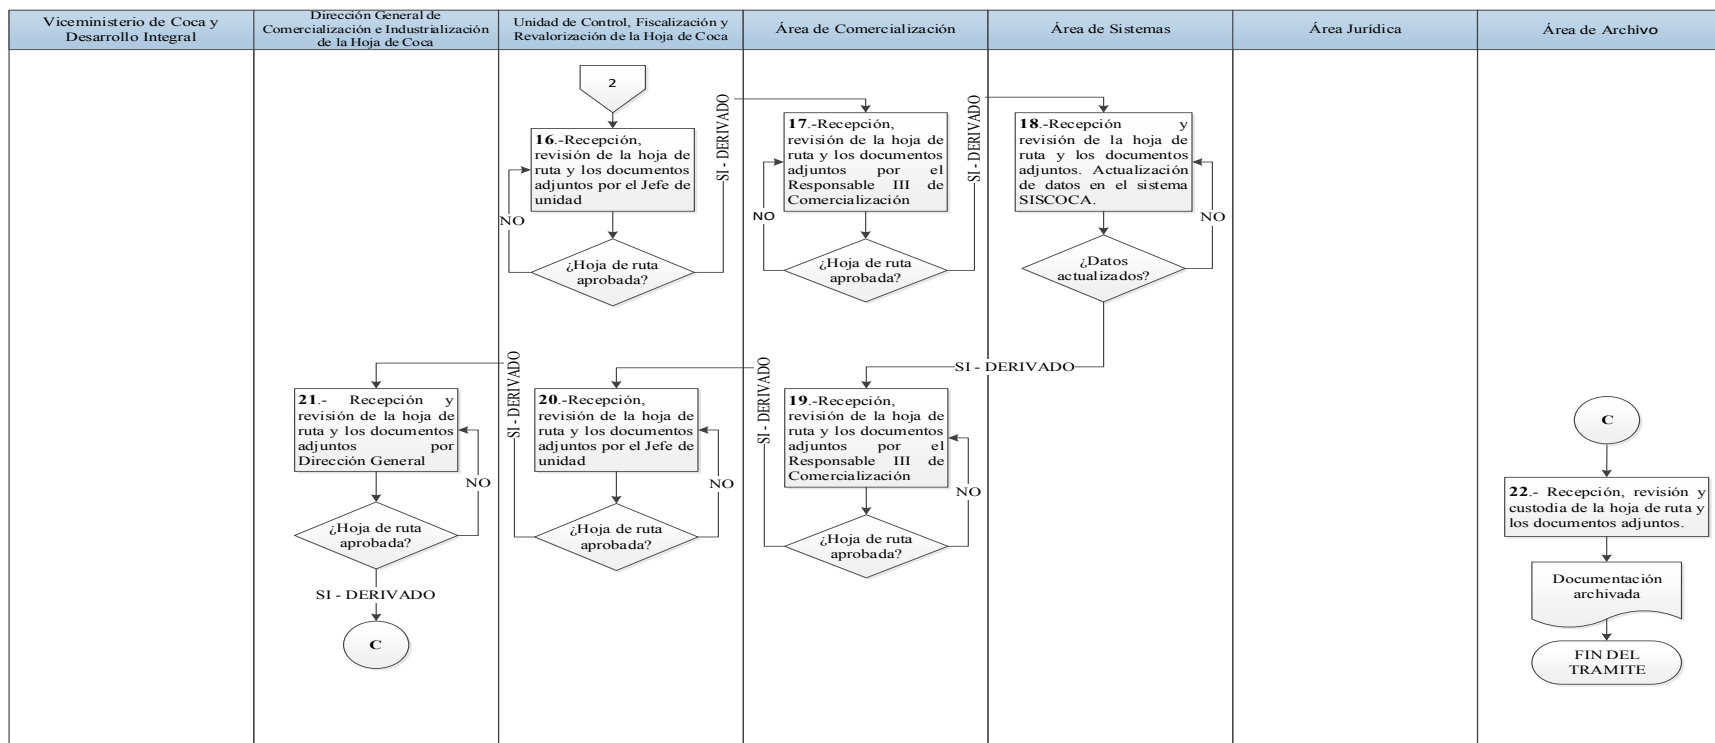 Viceministerio de Coca y
Desarrollo Integral
Dirección General de
Comercialización e Industrialización
de la Hoja de Coca
Unidad de Control, Fiscalización y
Revalorización de la Hoja de Coca
Área de Comercialización
Área de Sistemas
Área Jurídica
Área de Archivo
2
16.-Recepción,
revisión de la hoja de
ruta y los documentos
adjuntos por el Jefe de
unidad
NO
¿Hoja de ruta
aprobada?
SI - DERIVADO
17.-Recepción,
revisión de la hoja de
ruta y los documentos
adjuntos por el
Responsable III de
Comercialización
NO
¿Hoja de ruta
aprobada?
SI - DERIVADO
18.-Recepción y
revisión de la hoja de
ruta y los documentos
adjuntos. Actualización
de datos en el sistema
SISCOCA.
NO
¿Datos
actualizados?
SI - DERIVADO
19.-Recepción,
revisión de la hoja de
ruta y los documentos
adjuntos por el
Responsable III de
Comercialización
NO
¿Hoja de ruta
aprobada?
SI - DERIVADO
20.-Recepción,
revisión de la hoja de
ruta y los documentos
adjuntos por el Jefe de
unidad
NO
¿Hoja de ruta
aprobada?
SI - DERIVADO
21.- Recepción y
revisión de la hoja de
ruta y los documentos
adjuntos por
Dirección General
NO
¿Hoja de ruta
aprobada?
SI - DERIVADO
C
C
22.- Recepción, revisión y
custodia de la hoja de ruta y
los documentos adjuntos.
Documentación
archivada
FIN DEL
TRAMITE